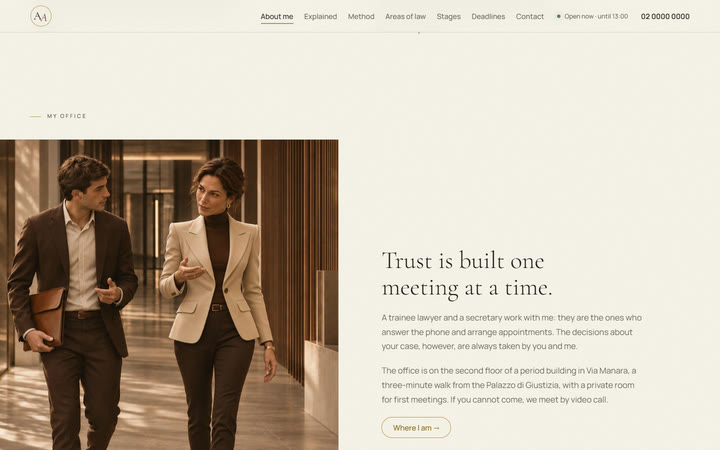 AA
About me Explained Method Areas of law Stages Deadlines Contact Open now · until 13:00 02 0000 0000
MY OFFICE
Trust is built one
meeting at a time.
A trainee lawyer and a secretary work with me: they are the ones who
answer the phone and arrange appointments. The decisions about
your case, however, are always taken by you and me.
The office is on the second floor of a period building in Via Manara, a
three-minute walk from the Palazzo di Giustizia, with a private room
for first meetings. If you cannot come, we meet by video call.
Where I am →